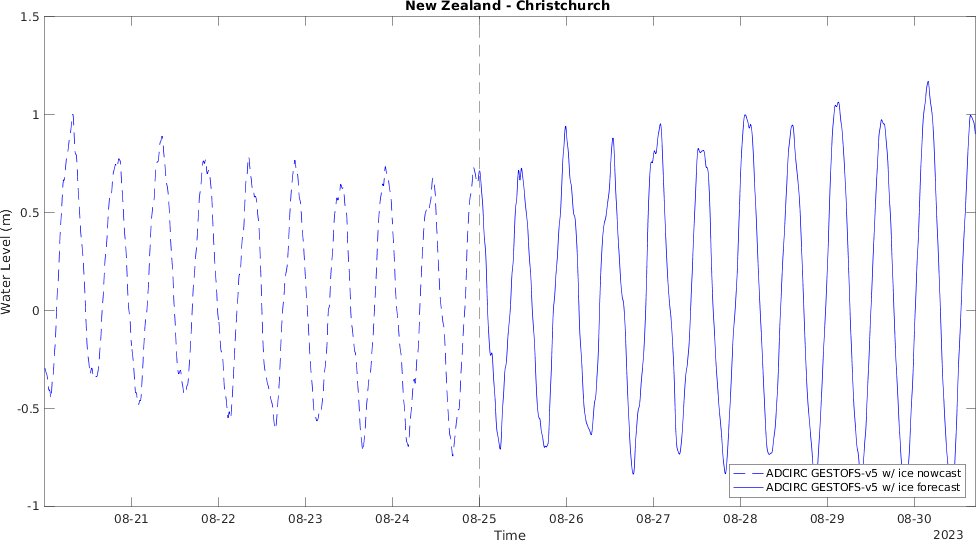 New Zealand - Christchurch
1.5
1
0.5
0
-0.5
-1
Water Level (m)
ADCIRC GESTOFS-v5 w/ ice nowcast
ADCIRC GESTOFS-v5 w/ ice forecast
08-21 08-22 08-23 08-24 08-25 08-26 08-27 08-28 08-29 08-30
Time
2023